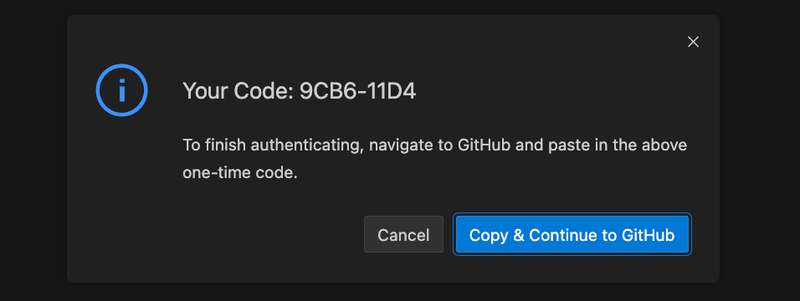 Your Code: 9CB6-11D4
To finish authenticating, navigate to GitHub and paste in the above
one-time code.
Cancel
Copy & Continue to GitHub